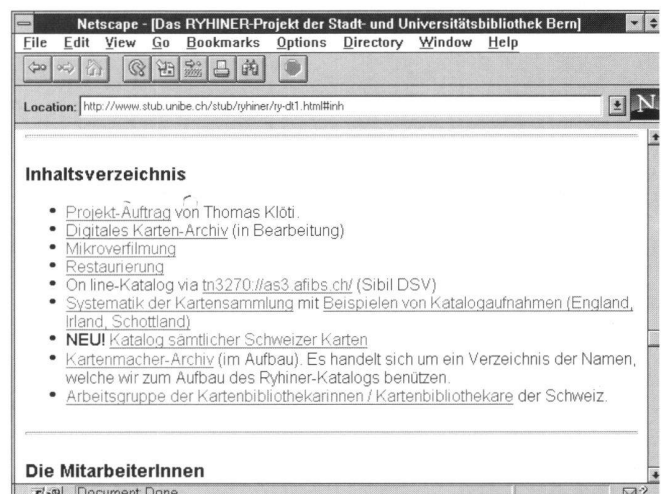 Netscape - [Das RYHINER-Projekt der Stadt- und Universitätsbibliothek Bern]
File Edit View Go Bookmarks Options Directory Window Help
Location: http://www.stub.unibe.ch/stub/ryhiner/ry-dt1.html#inh
N
Inhaltsverzeichnis
• Projekt-Auftrag von Thomas Klöti.
• Digitales Karten-Archiv (in Bearbeitung)
• Mikroverfilmung
• Restaurierung
• On line-Katalog via tn3270://as3.afibs.ch/ (Sibil DSV)
• Systematik der Kartensammlung mit Beispielen von Katalogaufnahmen (England,
Irland, Schottland)
• NEU! Katalog sämtlicher Schweizer Karten
• Kartenmacher-Archiv (im Aufbau). Es handelt sich um ein Verzeichnis der Namen,
welche wir zum Aufbau des Ryhiner-Katalogs benützen.
• Arbeitsgruppe der Kartenbibliothekarinnen / Kartenbibliothekare der Schweiz.
Die MitarbeiterInnen
Document Done